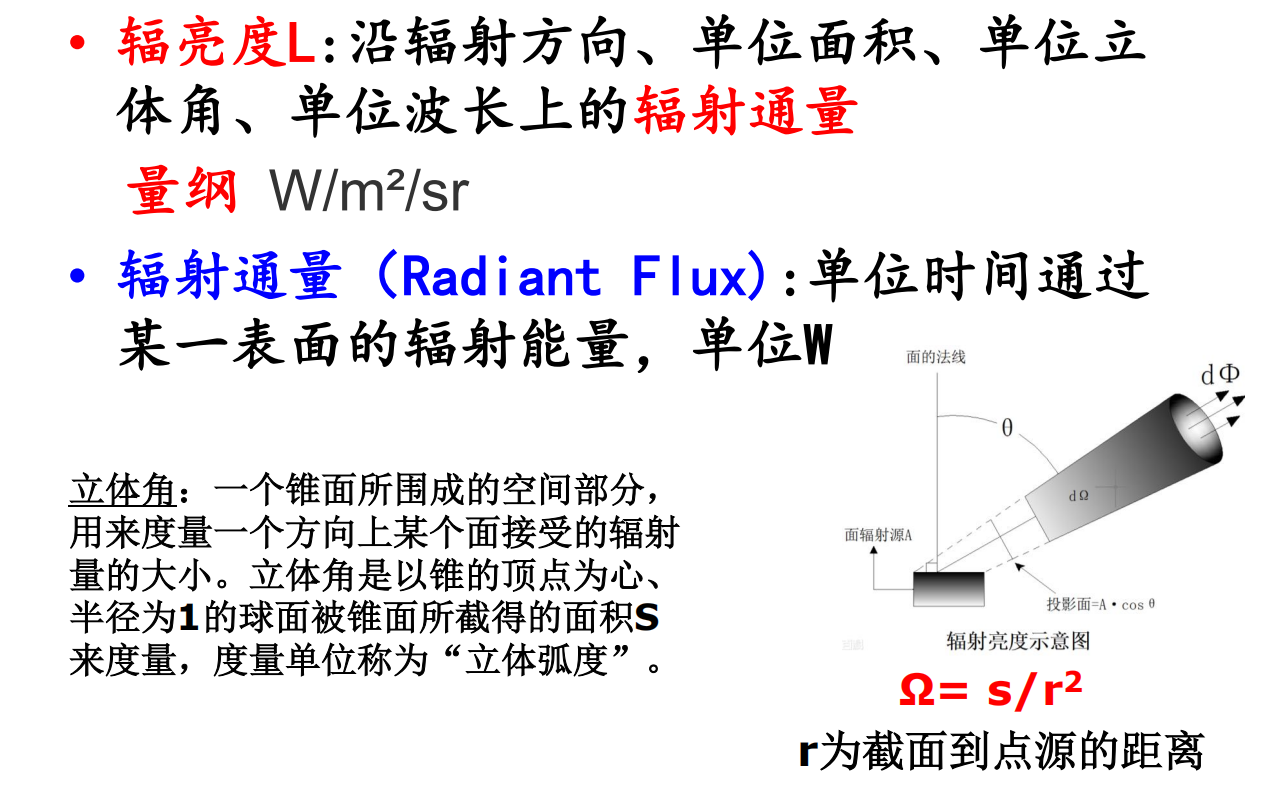 • 辐亮度L:沿辐射方向、单位面积、单位立
体角、单位波长上的辐射通量
量纲 W/m²/sr
• 辐射通量（Radiant Flux):单位时间通过
某一表面的辐射能量，单位W
面的法线
dΦ
θ
dΩ
面辐射源A
投影面=A·cosθ
辐射亮度示意图
立体角：一个锥面所围成的空间部分，
用来度量一个方向上某个面接受的辐射
量的大小。立体角是以锥的顶点为心、
半径为1的球面被锥面所截得的面积S
来度量，度量单位称为“立体弧度”。
Ω= s/r²
r为截面到点源的距离